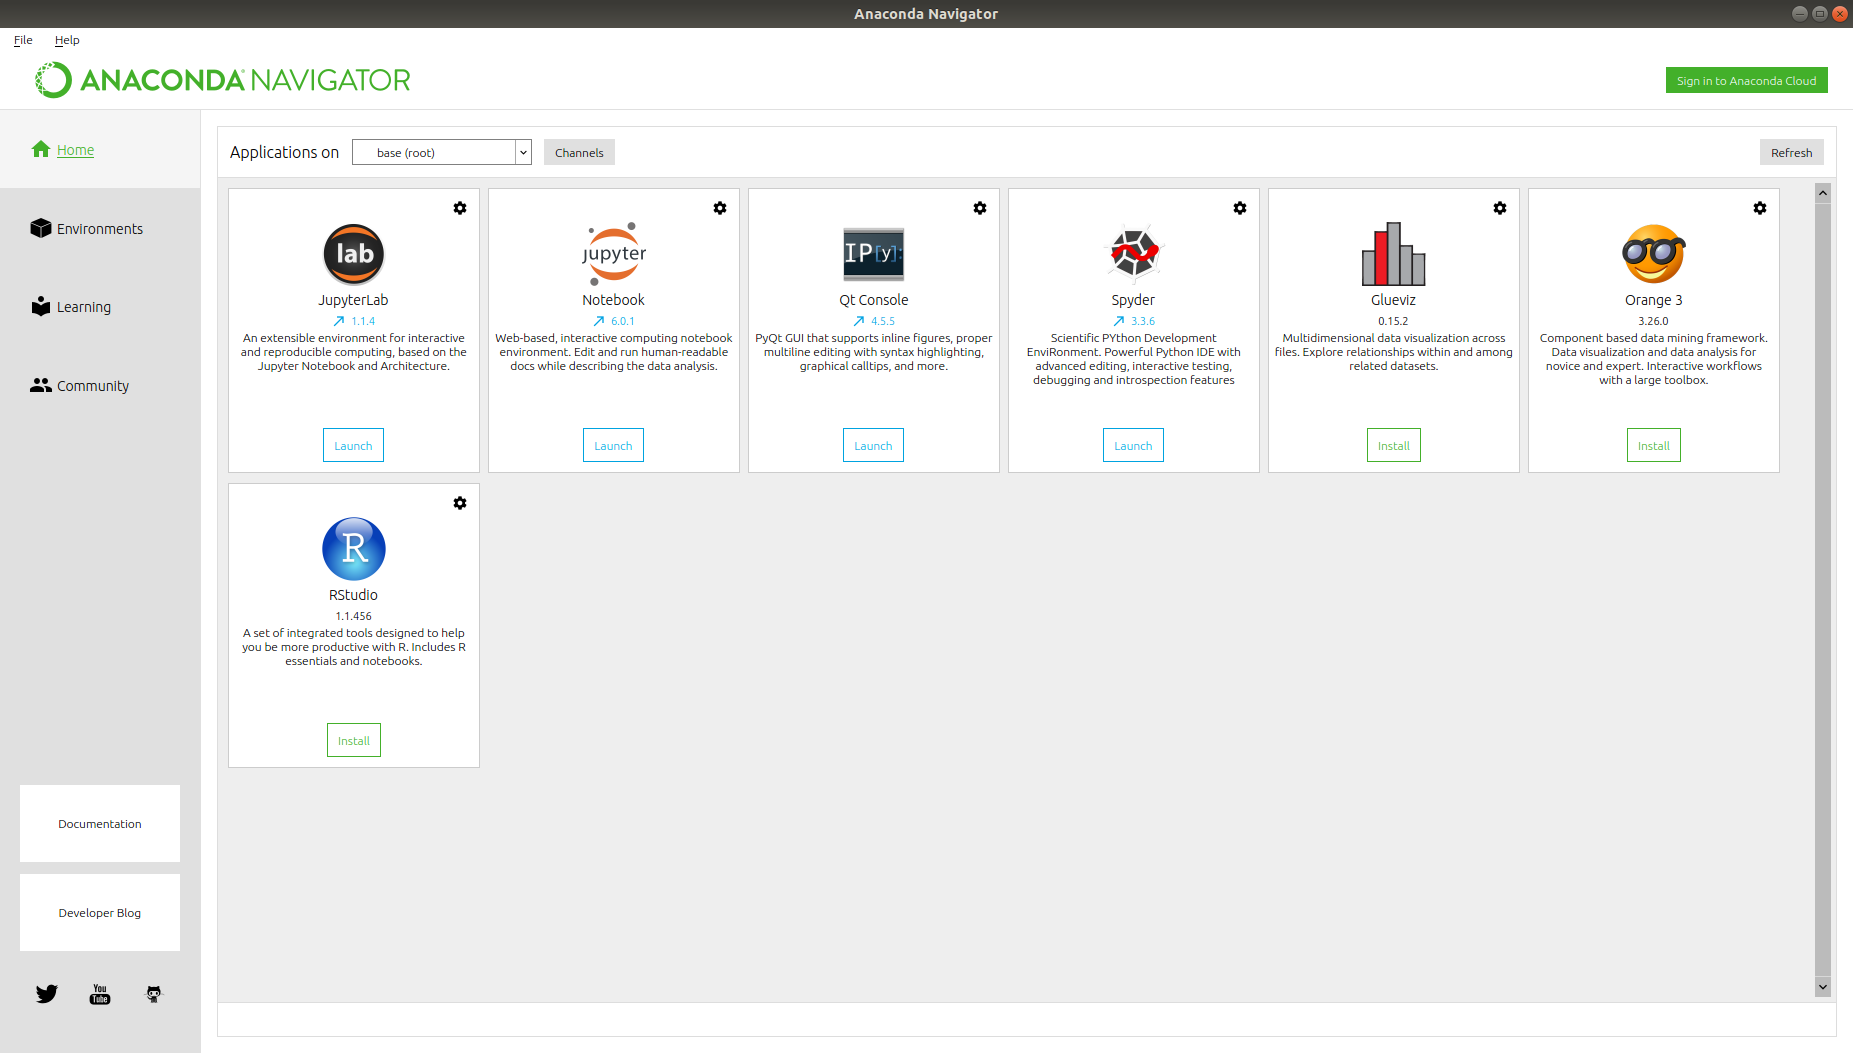 Anaconda Navigator
File Help
ANACONDA NAVIGATOR
Sign in to Anaconda Cloud
Home
Environments
Learning
Community
Documentation
Developer Blog
You
Tube
Applications on
base (root)
Channels
Refresh
lab
JupyterLab
1.1.4
An extensible environment for interactive
and reproducible computing, based on the
Jupyter Notebook and Architecture.
Launch
jupyter
Notebook
6.0.1
Web-based, interactive computing notebook
environment. Edit and run human-readable
docs while describing the data analysis.
Launch
IP[y]:
Qt Console
4.5.5
PyQt GUI that supports inline figures, proper
multiline editing with syntax highlighting,
graphical calltips, and more.
Launch
Spyder
3.3.6
Scientific PYthon Development
EnviRonment. Powerful Python IDE with
advanced editing, interactive testing,
debugging and introspection features
Launch
Glueviz
0.15.2
Multidimensional data visualization across
files. Explore relationships within and among
related datasets.
Install
Orange 3
3.26.0
Component based data mining framework.
Data visualization and data analysis for
novice and expert. Interactive workflows
with a large toolbox.
Install
R
RStudio
1.1.456
A set of integrated tools designed to help
you be more productive with R. Includes R
essentials and notebooks.
Install